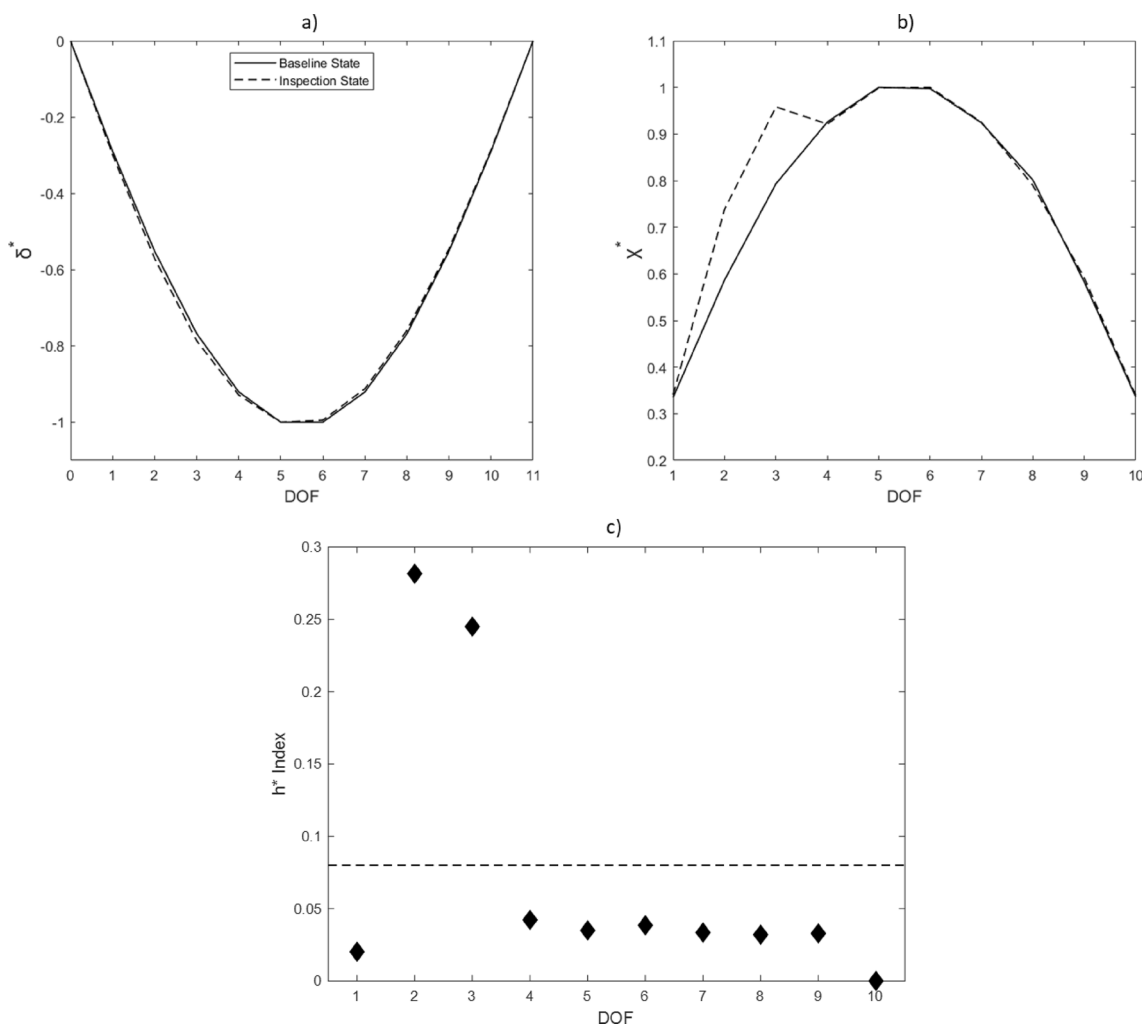 a)
0
-0.2
-0.4
-0.6
-0.8
-1
δ*
Baseline State
Inspection State
0 1 2 3 4 5 6 7 8 9 10 11
DOF
b)
1.1
1
0.9
0.8
0.7
0.6
0.5
0.4
0.3
0.2
χ*
1 2 3 4 5 6 7 8 9 10
DOF
c)
0.3
0.25
0.2
0.15
0.1
0.05
0
h* Index
1 2 3 4 5 6 7 8 9 10
DOF